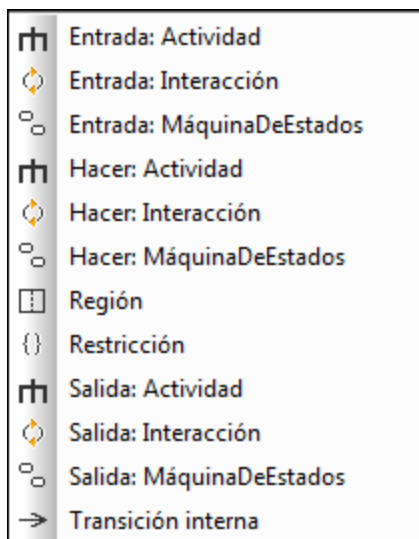 Entrada: Actividad
Entrada: Interacción
Entrada: MáquinaDeEstados
Hacer: Actividad
Hacer: Interacción
Hacer: MáquinaDeEstados
Región
Restricción
Salida: Actividad
Salida: Interacción
Salida: MáquinaDeEstados
Transición interna